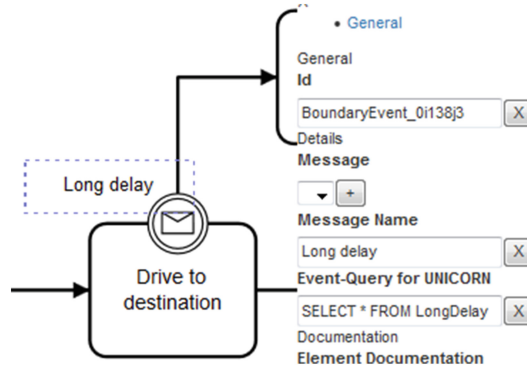 General
General
Id
BoundaryEvent_0i138j3 X
Details
Message
+
Message Name
Long delay X
Event-Query for UNICORN
SELECT * FROM LongDelay X
Documentation
Element Documentation
Long delay
Drive to
destination